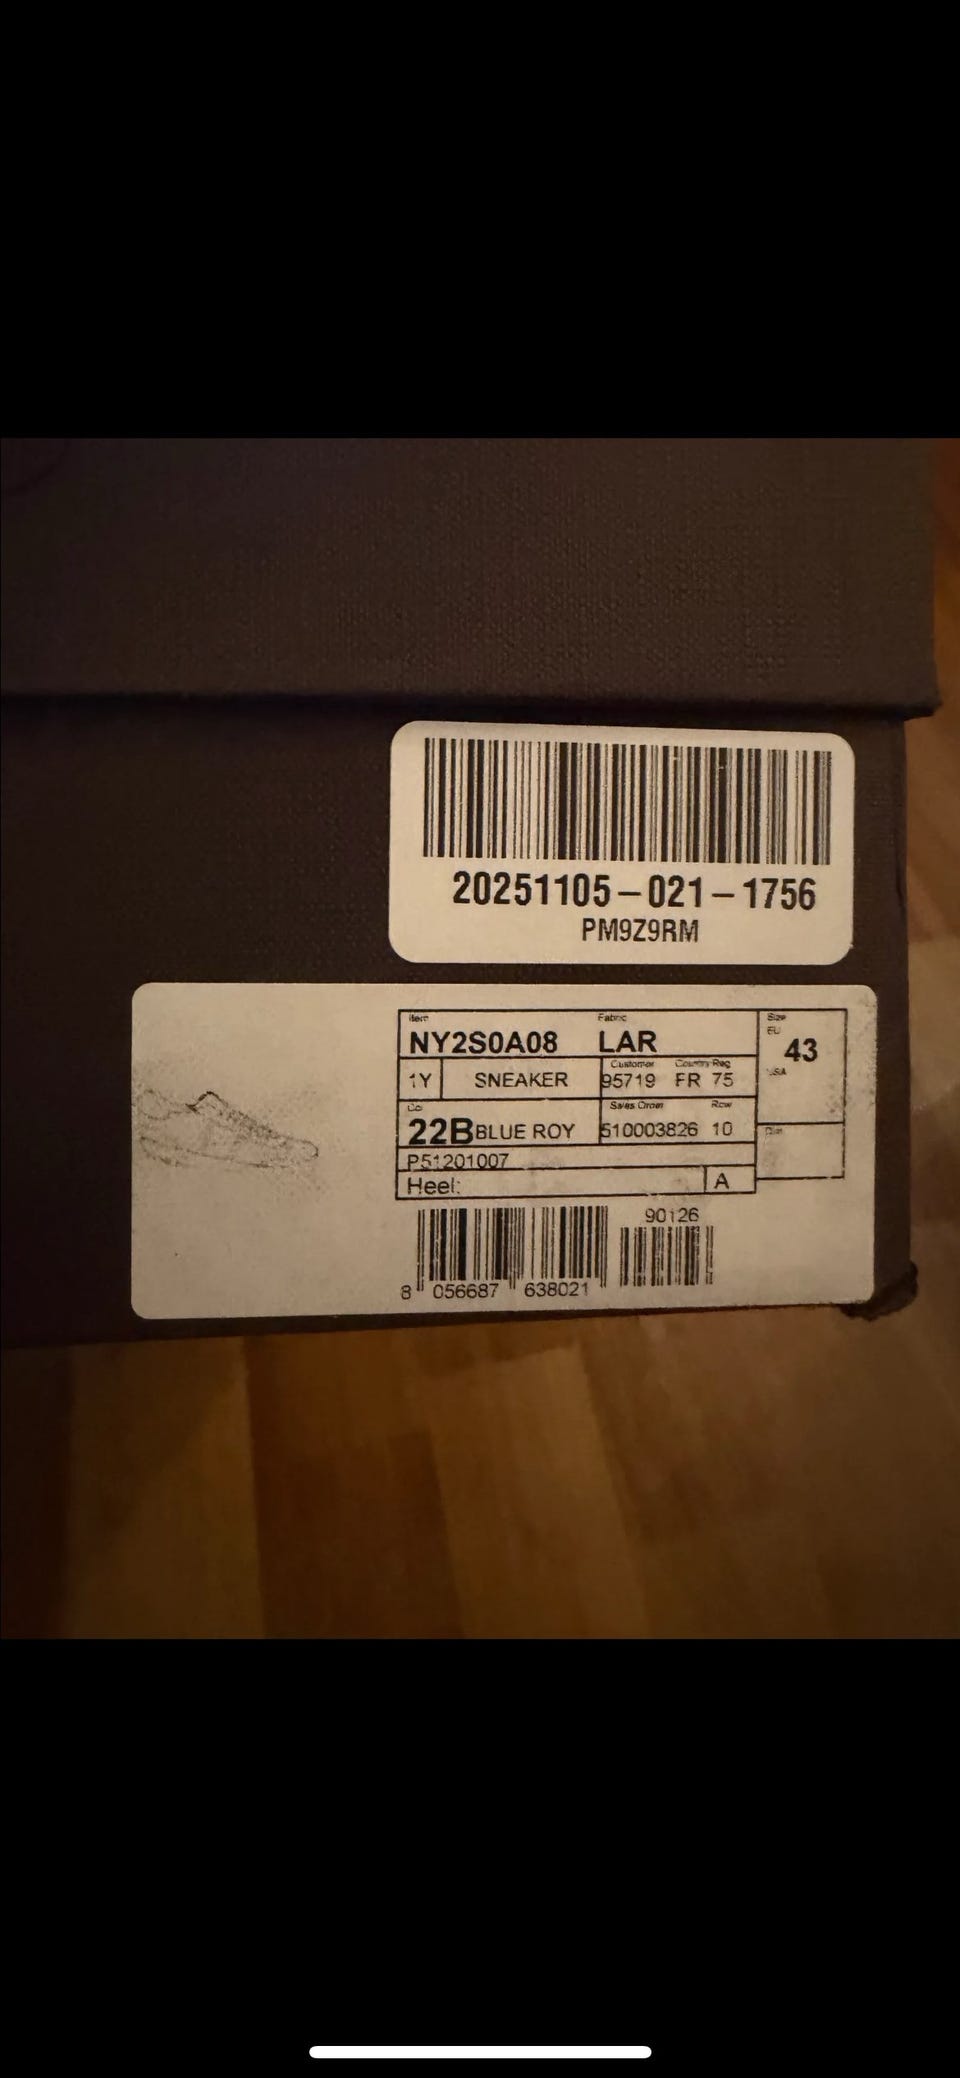 20251105-021-1756
PM9Z9RM
Item Fabric Size
NY2S0A08 LAR EU 43
Customer Country Reg USA
1Y SNEAKER 95719 FR 75
Col Sales Order Row
22B BLUE ROY 510003826 10
P51201007
Heel: A
90126
8 056687 638021